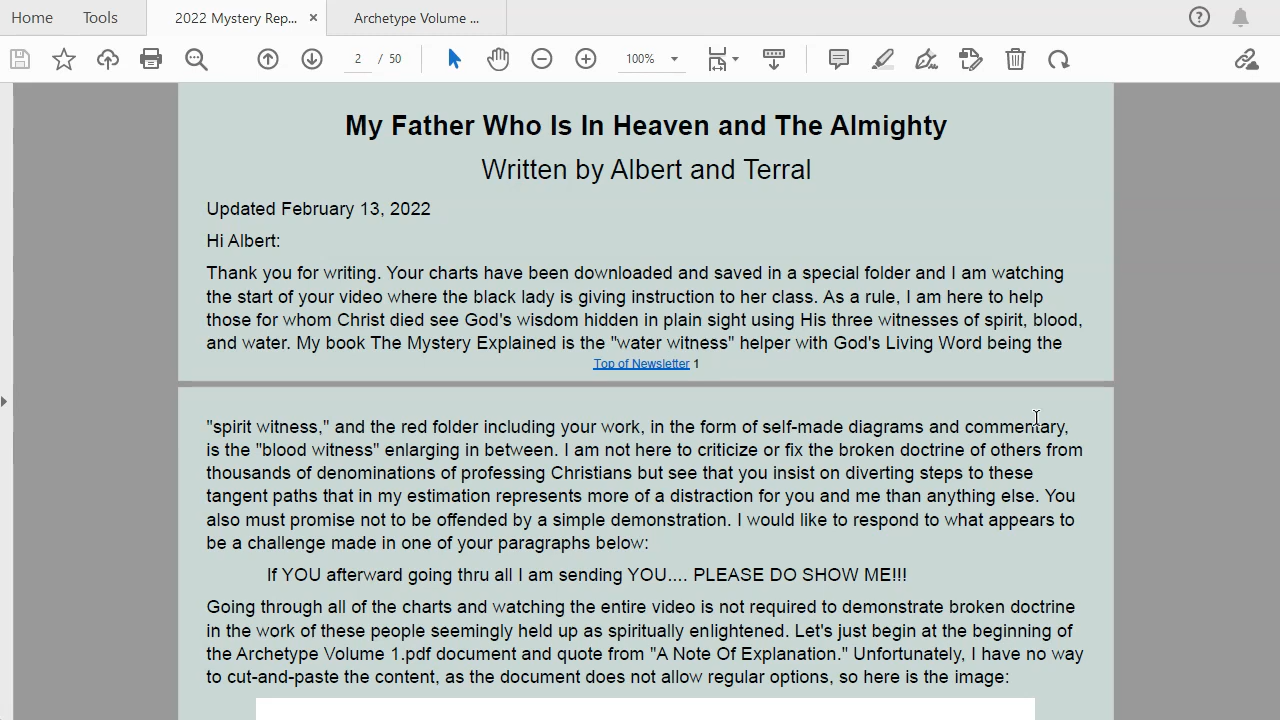 Home
Tools
2022 Mystery Rep...
Archetype Volume ...
2 / 50
100%
My Father Who Is In Heaven and The Almighty
Written by Albert and Terral
Updated February 13, 2022
Hi Albert:
Thank you for writing. Your charts have been downloaded and saved in a special folder and I am watching
the start of your video where the black lady is giving instruction to her class. As a rule, I am here to help
those for whom Christ died see God's wisdom hidden in plain sight using His three witnesses of spirit, blood,
and water. My book The Mystery Explained is the "water witness" helper with God's Living Word being the
Top of Newsletter 1
"spirit witness," and the red folder including your work, in the form of self-made diagrams and commentary,
is the "blood witness" enlarging in between. I am not here to criticize or fix the broken doctrine of others from
thousands of denominations of professing Christians but see that you insist on diverting steps to these
tangent paths that in my estimation represents more of a distraction for you and me than anything else. You
also must promise not to be offended by a simple demonstration. I would like to respond to what appears to
be a challenge made in one of your paragraphs below:
If YOU afterward going thru all I am sending YOU.... PLEASE DO SHOW ME!!!
Going through all of the charts and watching the entire video is not required to demonstrate broken doctrine
in the work of these people seemingly held up as spiritually enlightened. Let's just begin at the beginning of
the Archetype Volume 1.pdf document and quote from "A Note Of Explanation." Unfortunately, I have no way
to cut-and-paste the content, as the document does not allow regular options, so here is the image: